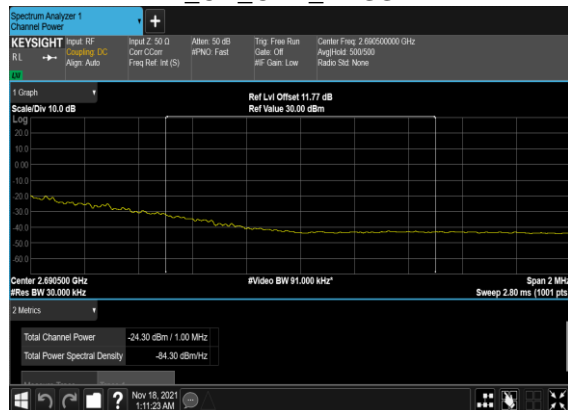 Spectrum Analyzer 1
Channel Power
+
KEYSIGHT Input: RF Input Z: 50 Ω Atten: 50 dB Trig: Free Run Center Freq: 2.690500000 GHz
RL Coupling: DC Corr CCorr #PNO: Fast Gate: Off Avg|Hold: 500/500
Align: Auto Freq Ref: Int (S) #IF Gain: Low Radio Std: None
1 Graph
Ref Lvl Offset 11.77 dB
Scale/Div 10.0 dB Ref Value 30.00 dBm
Log
20.0
10.0
0.00
-10.0
-20.0
-30.0
-40.0
-50.0
-60.0
Center 2.690500 GHz #Video BW 91.000 kHz* Span 2 MHz
#Res BW 30.000 kHz Sweep 2.80 ms (1001 pts
2 Metrics
Total Channel Power -24.30 dBm / 1.00 MHz
Total Power Spectral Density -84.30 dBm/Hz
? Nov 18, 2021
1:11:23 AM